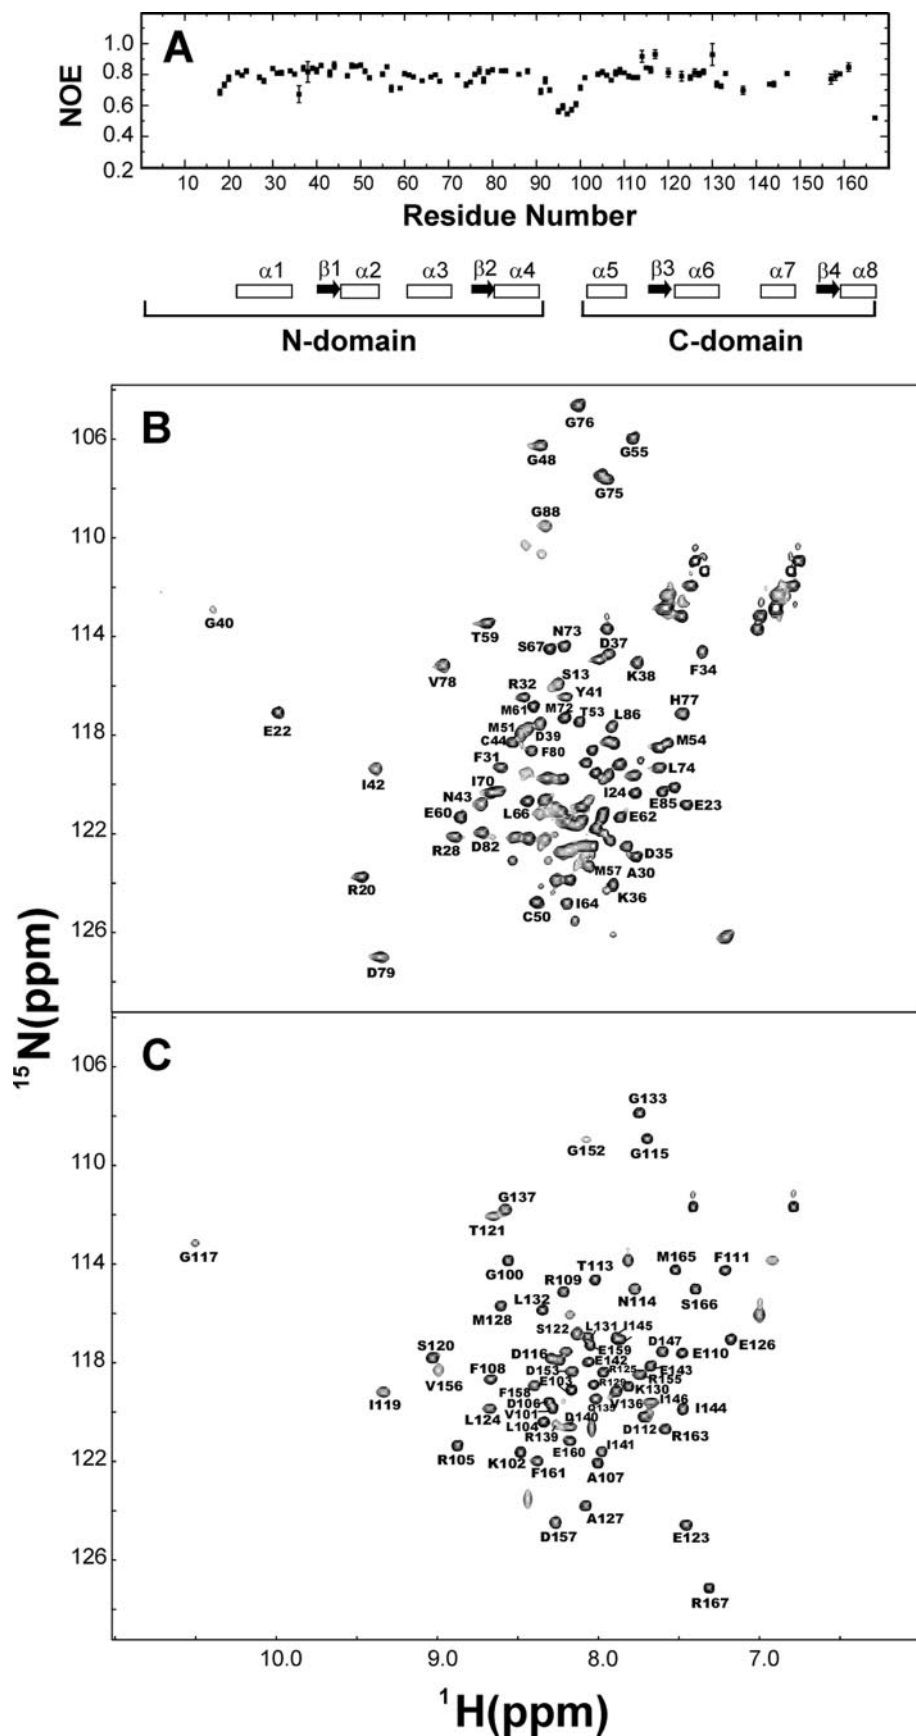 A
NOE
1.0
0.8
0.6
0.4
0.2
10 20 30 40 50 60 70 80 90 100 110 120 130 140 150 160
Residue Number
α1 β1 α2 α3 β2 α4 α5 β3 α6 α7 β4 α8
N-domain C-domain
B
106
110
114
118
122
126
G76
G48 G55
G75
G88
G40
T59 N73 D37
S67
V78 S13 K38 F34
R32 Y41
M61 M72 T53 L86 H77
E22 M51 D39
C44 F80 M54
F31
I42 I70 I24 L74
N43 E85 E23
E60 L66 E62
R28 D82 D35
M57 A30
R20 K36
C50 I64
D79
15N(ppm)
C
106
110
114
118
122
126
G133
G152 G115
G137
T121
G117
G100 T113 M165 F111
R109
L132 N114 S166
M128
S122 L131 I145
S120 D116 E159 D147 E110 E126
E142
V156 D153 R125 E143
F108 E103 R129 R155
F158 K130
I119 D106 V136 I146
V101 Q135 I144
L124 L104 D140 D112
R139 R163
E160 I141
R105 K102 F161 A107
A127
D157 E123
R167
10.0 9.0 8.0 7.0
1H(ppm)